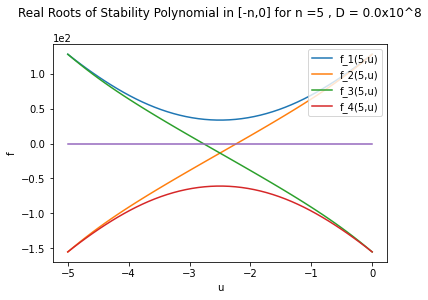 Real Roots of Stability Polynomial in [-n,0] for n =5 , D = 0.0x10^8
1e2
f_1(5,u)
f_2(5,u)
f_3(5,u)
f_4(5,u)
1.0
0.5
0.0
−0.5
−1.0
−1.5
f
−5 −4 −3 −2 −1 0
u